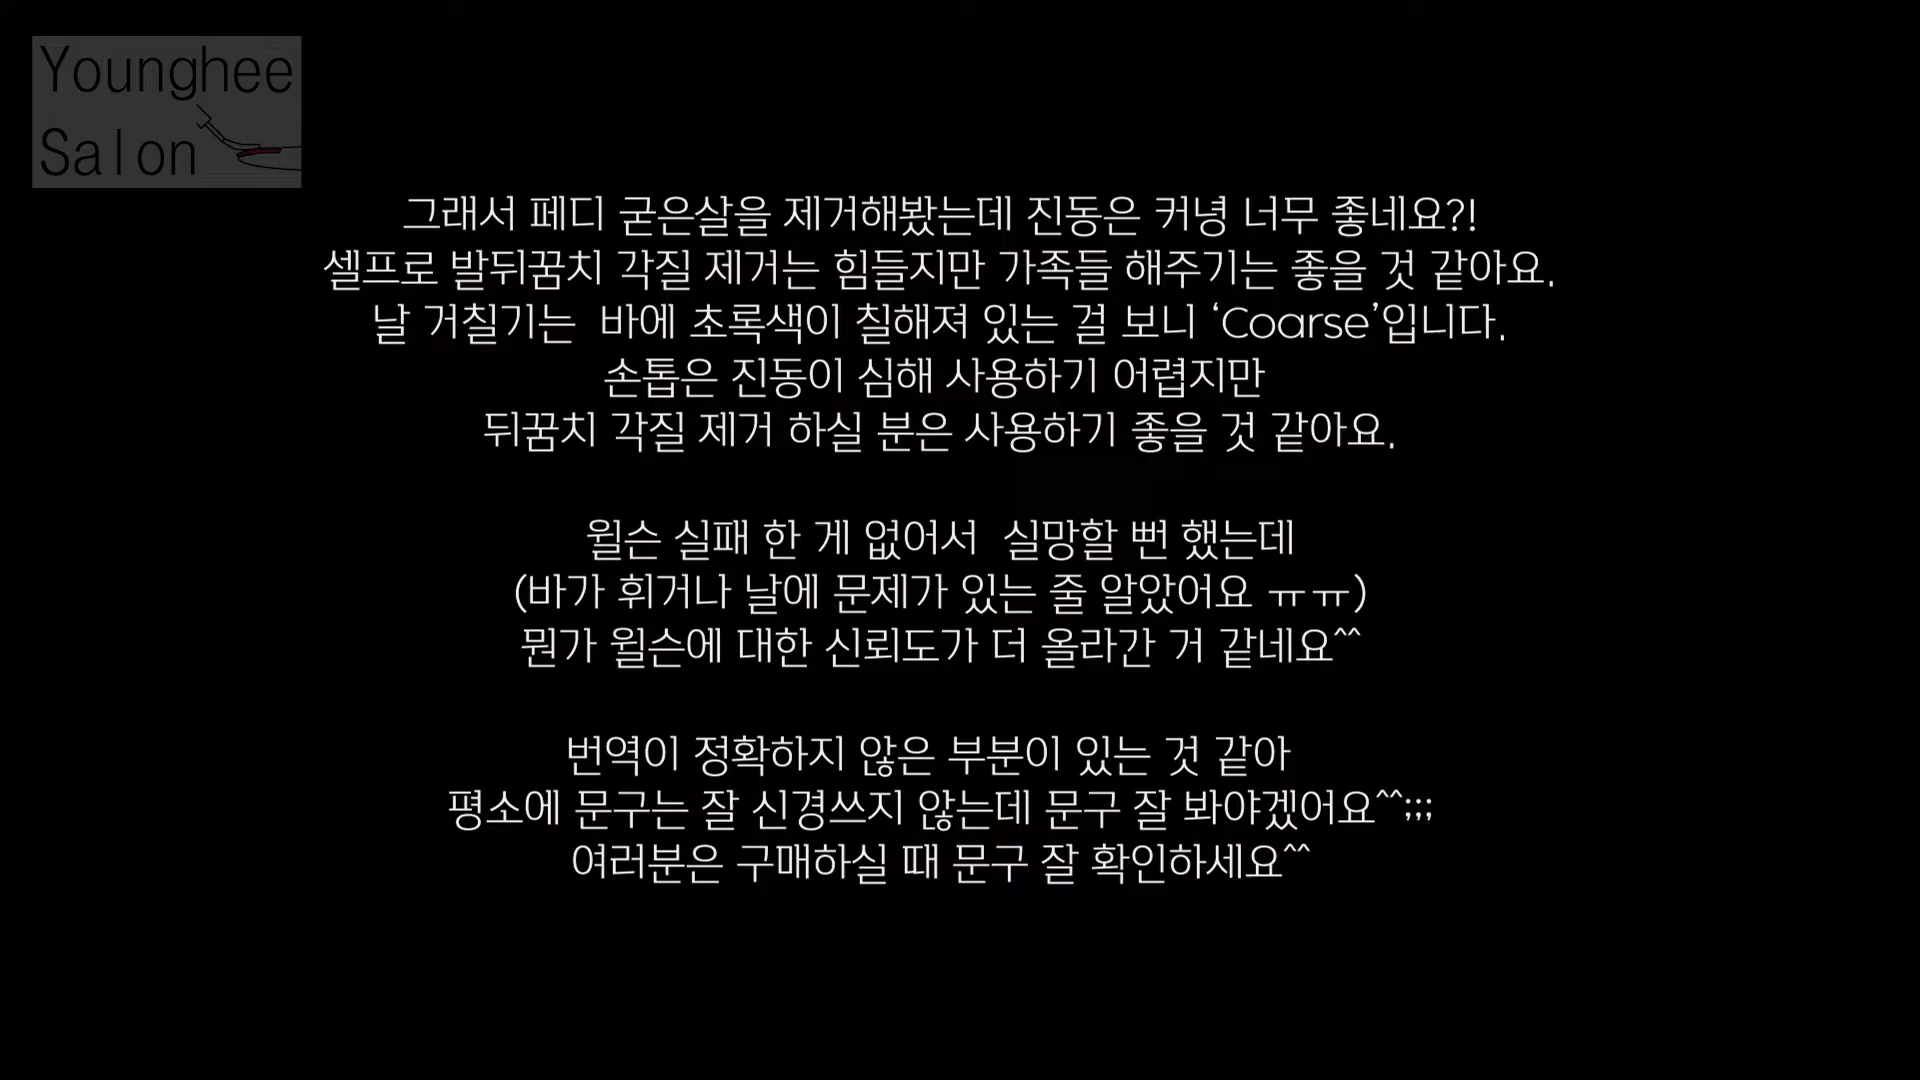 Younghee
Salon
그래서 페디 굳은살을 제거해봤는데 진동은 커녕 너무 좋네요?!
셀프로 발뒤꿈치 각질 제거는 힘들지만 가족들 해주기는 좋을 것 같아요.
날 거칠기는 바에 초록색이 칠해져 있는 걸 보니 ‘Coarse’입니다.
손톱은 진동이 심해 사용하기 어렵지만
뒤꿈치 각질 제거 하실 분은 사용하기 좋을 것 같아요.
윌슨 실패 한 게 없어서 실망할 뻔 했는데
(바가 휘거나 날에 문제가 있는 줄 알았어요 ㅠㅠ)
뭔가 윌슨에 대한 신뢰도가 더 올라간 거 같네요^^
번역이 정확하지 않은 부분이 있는 것 같아
평소에 문구는 잘 신경쓰지 않는데 문구 잘 봐야겠어요^^;;;
여러분은 구매하실 때 문구 잘 확인하세요^^